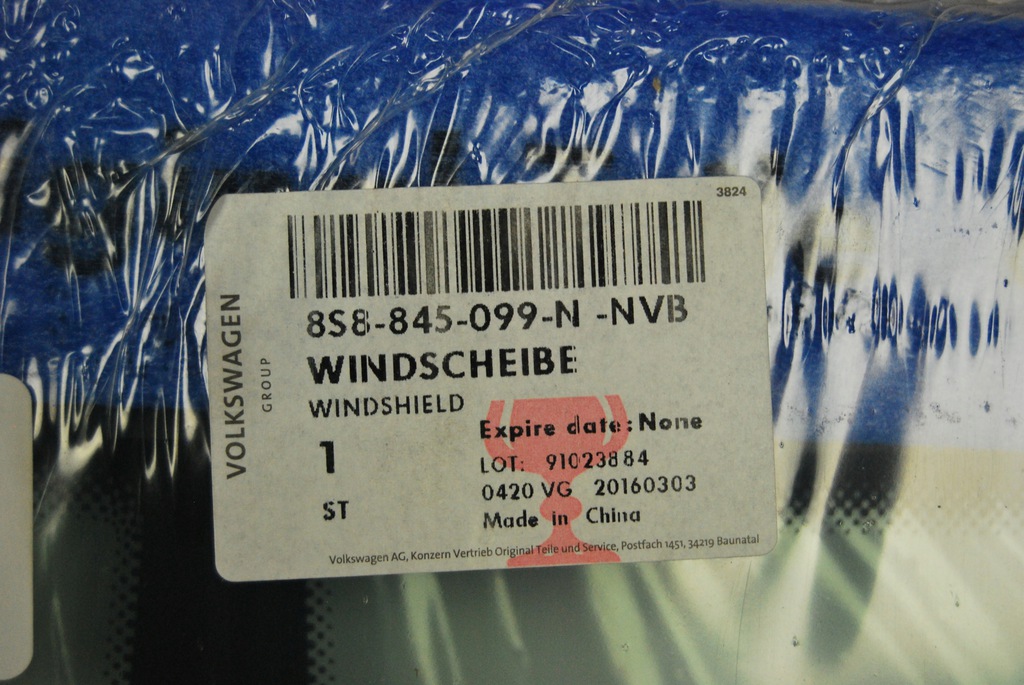 3824
8S8-845-099-N -NVB
WINDSCHEIBE
WINDSHIELD
VOLKSWAGEN
GROUP
1
ST
Expire date: None
LOT: 91023884
0420 VG 20160303
Made in China
Volkswagen AG, Konzern Vertrieb Original Teile und Service, Postfach 1451, 34219 Baunatal